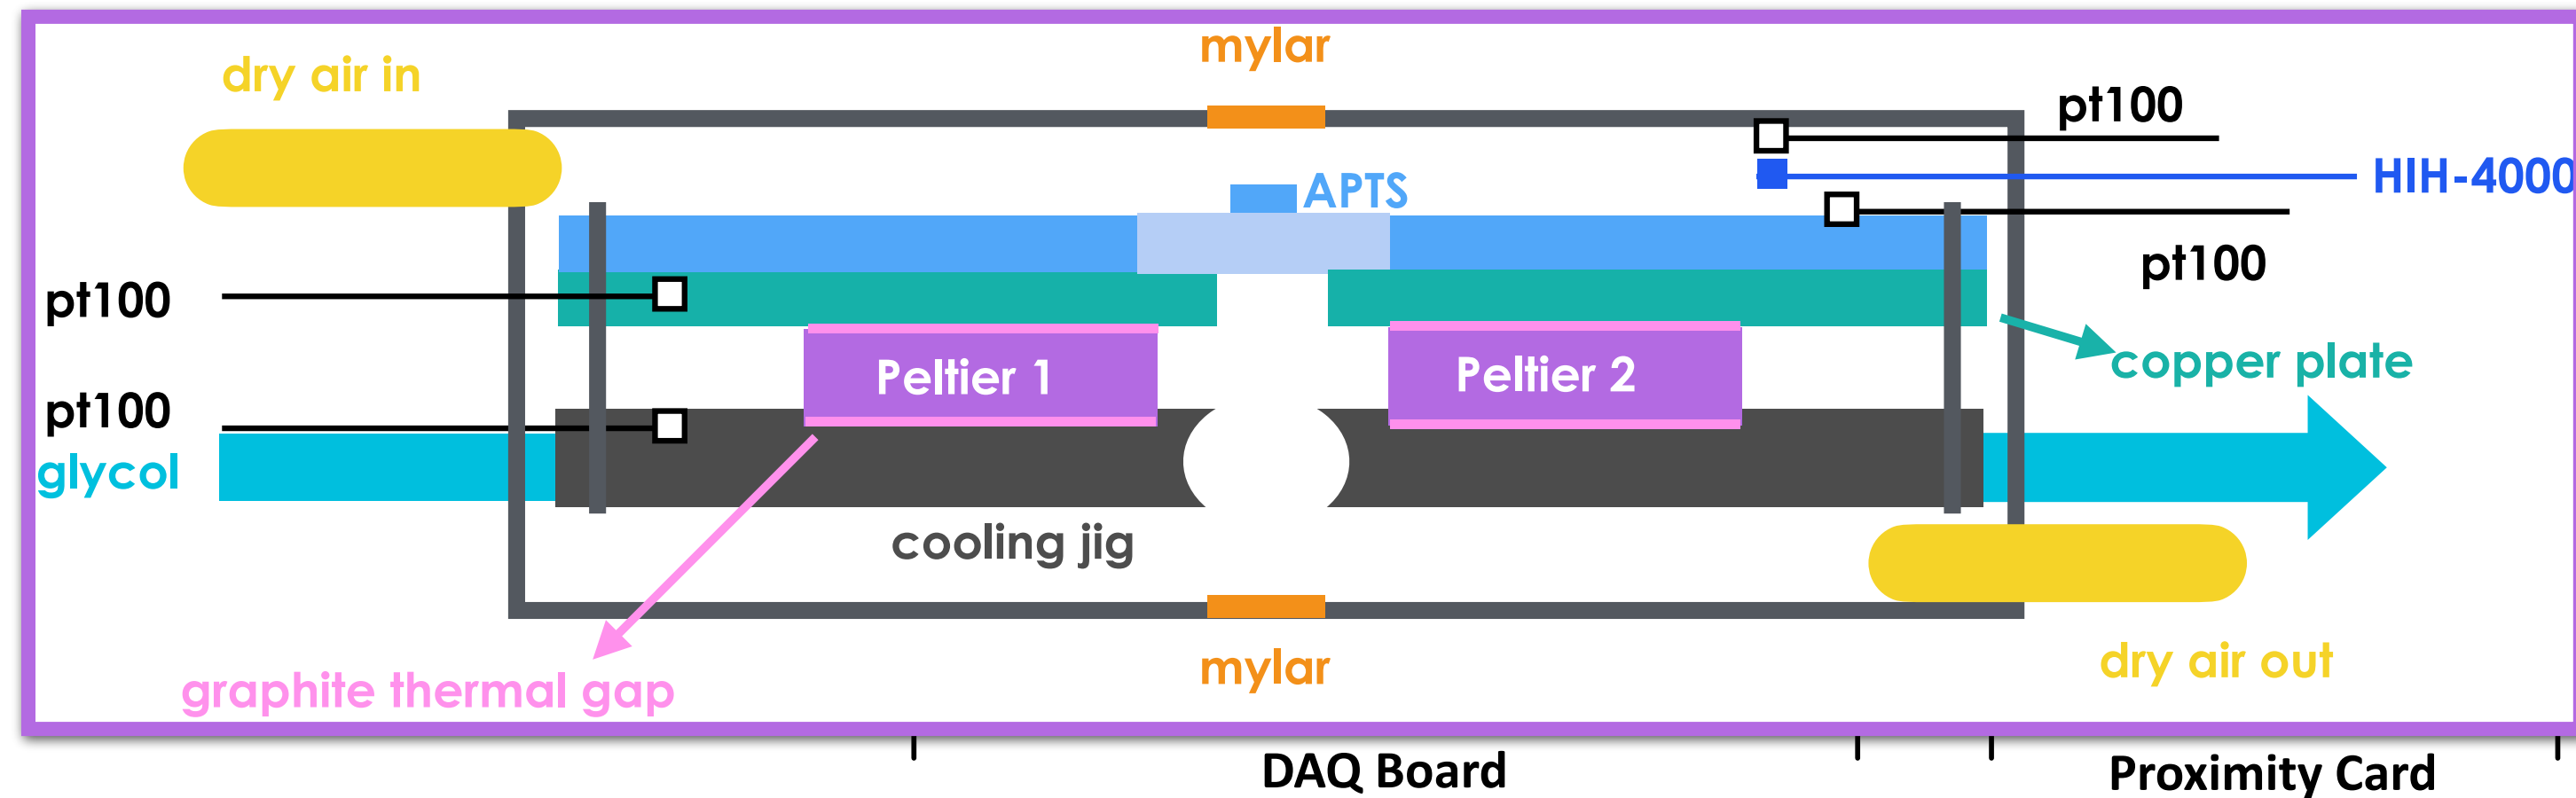 mylar
dry air in
pt100
HIH-4000
APTS
pt100
pt100
Peltier 1
Peltier 2
copper plate
pt100
glycol
cooling jig
mylar
dry air out
graphite thermal gap
DAQ Board
Proximity Card